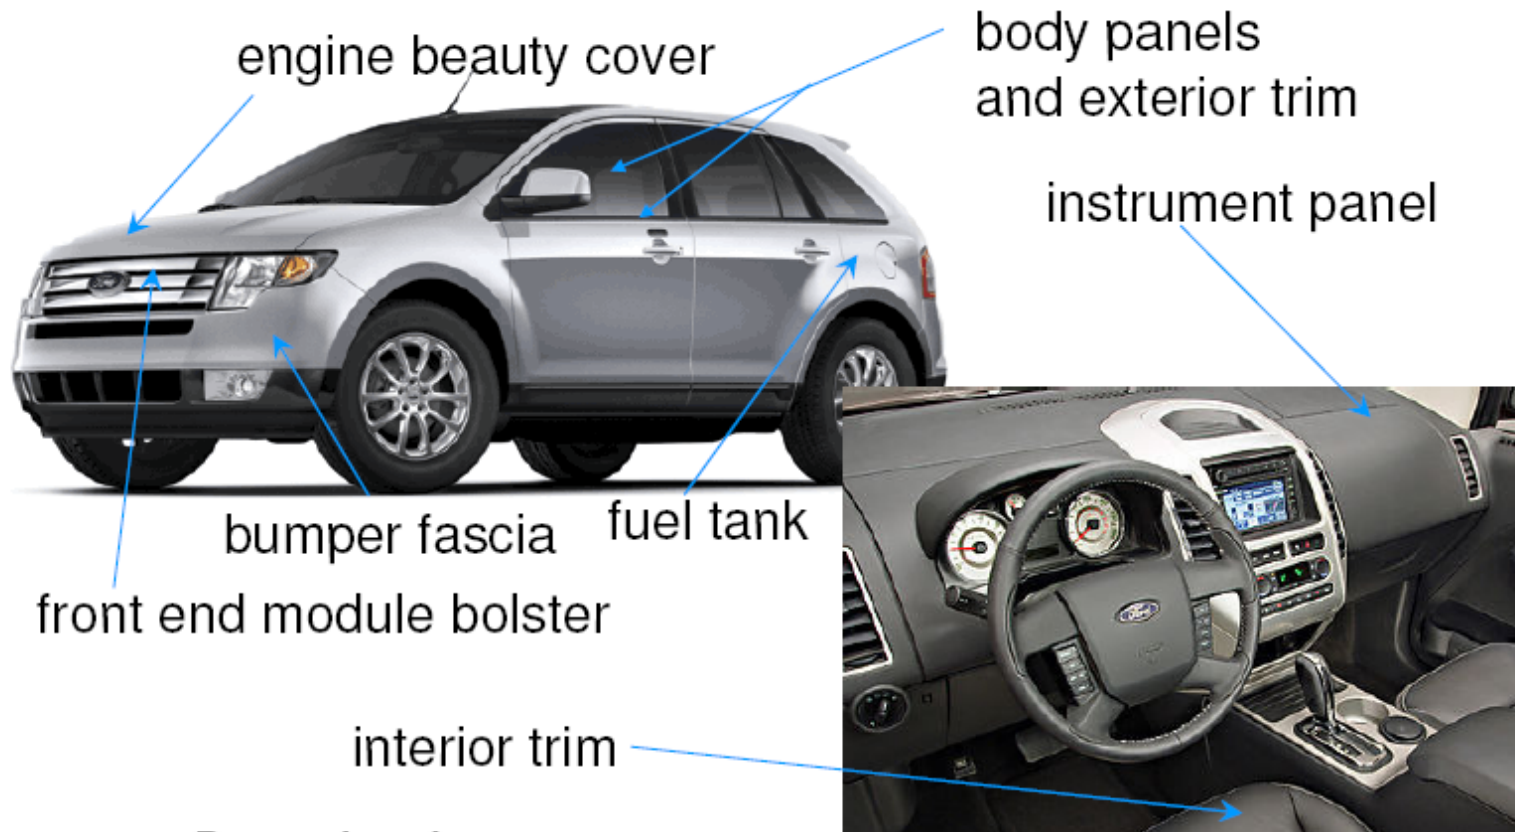 engine beauty cover
body panels
and exterior trim
instrument panel
bumper fascia
fuel tank
front end module bolster
interior trim
Ford